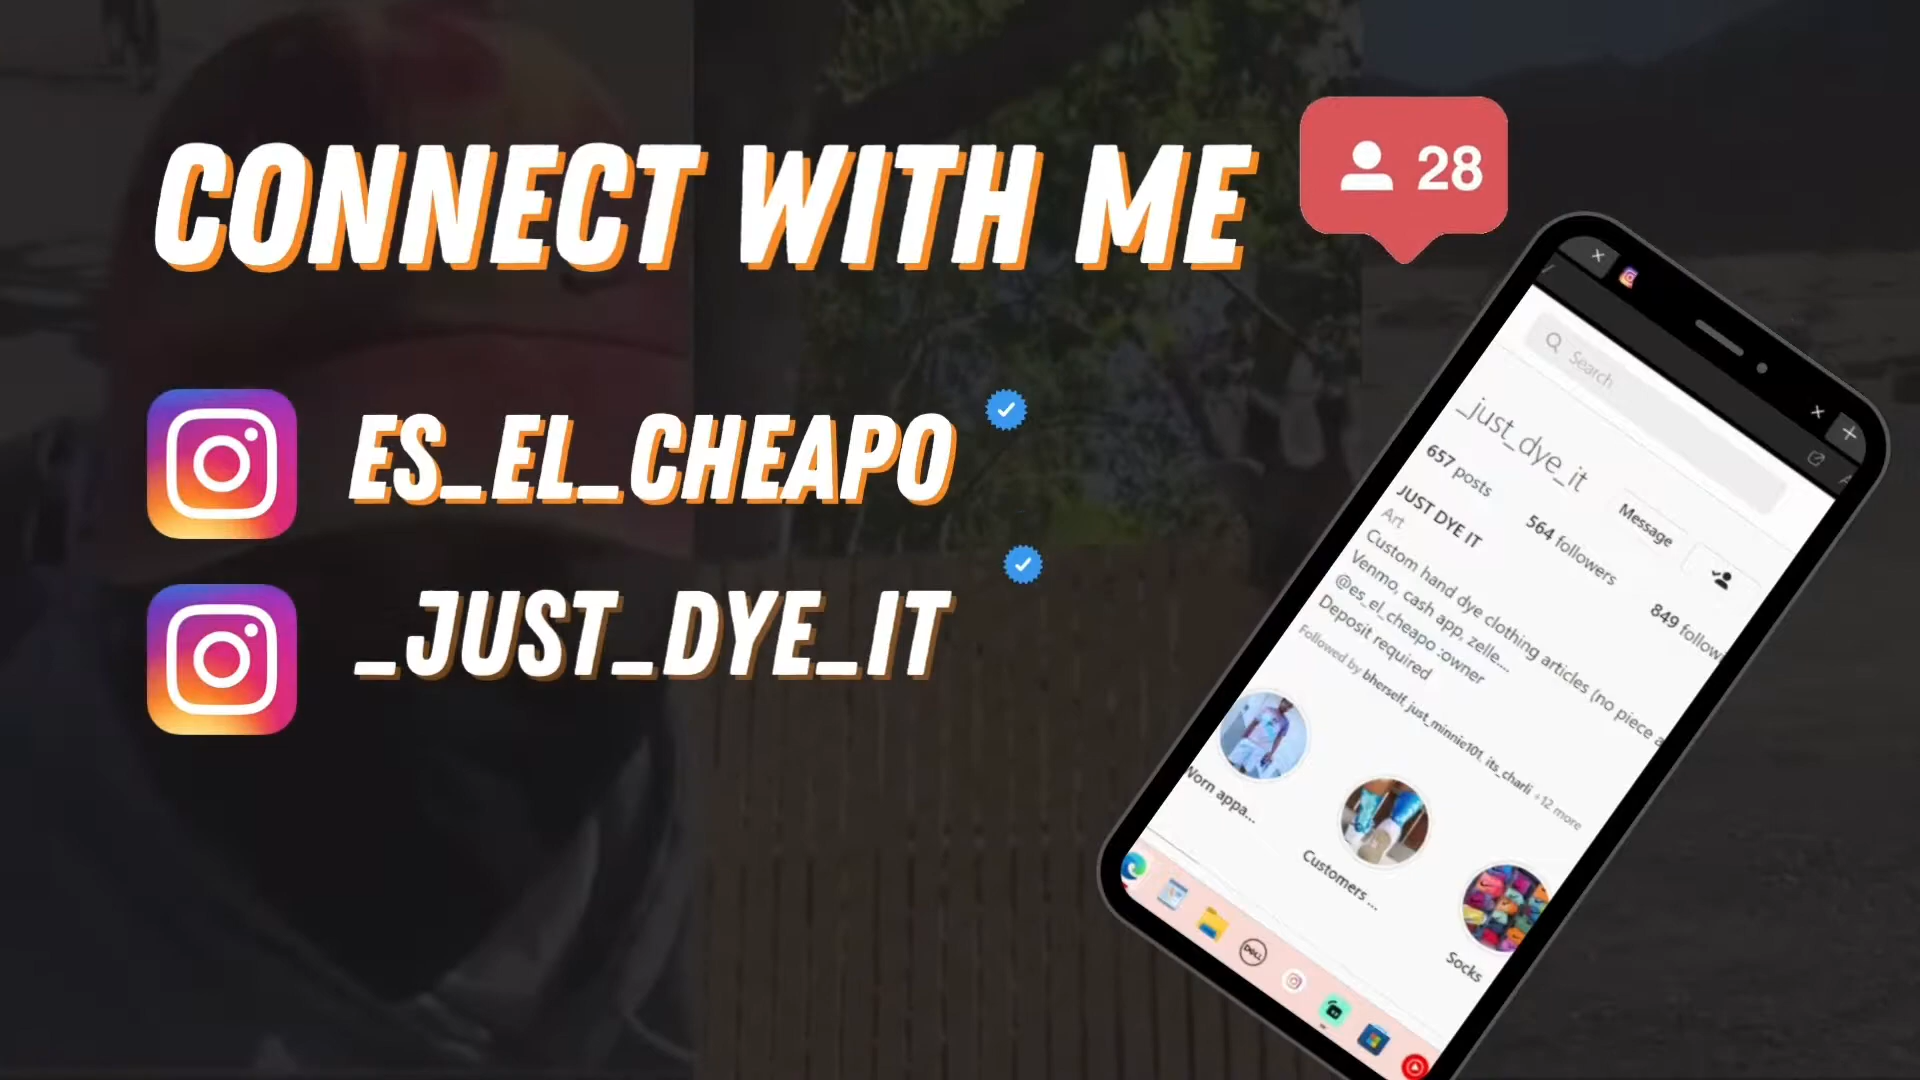 CONNECT WITH ME
28
ES_EL_CHEAPO
_JUST_DYE_IT
Search
_just_dye_it
Message
657 posts
564 followers
849 followi
JUST DYE IT
Art
Custom hand dye clothing articles (no piece a
Venmo, cash app, zelle....
@es_el_cheapo :owner
Deposit required
Followed by bherself, just_minnie101, its_charli +12 more
Worn appa...
Customers ...
Socks
DELL